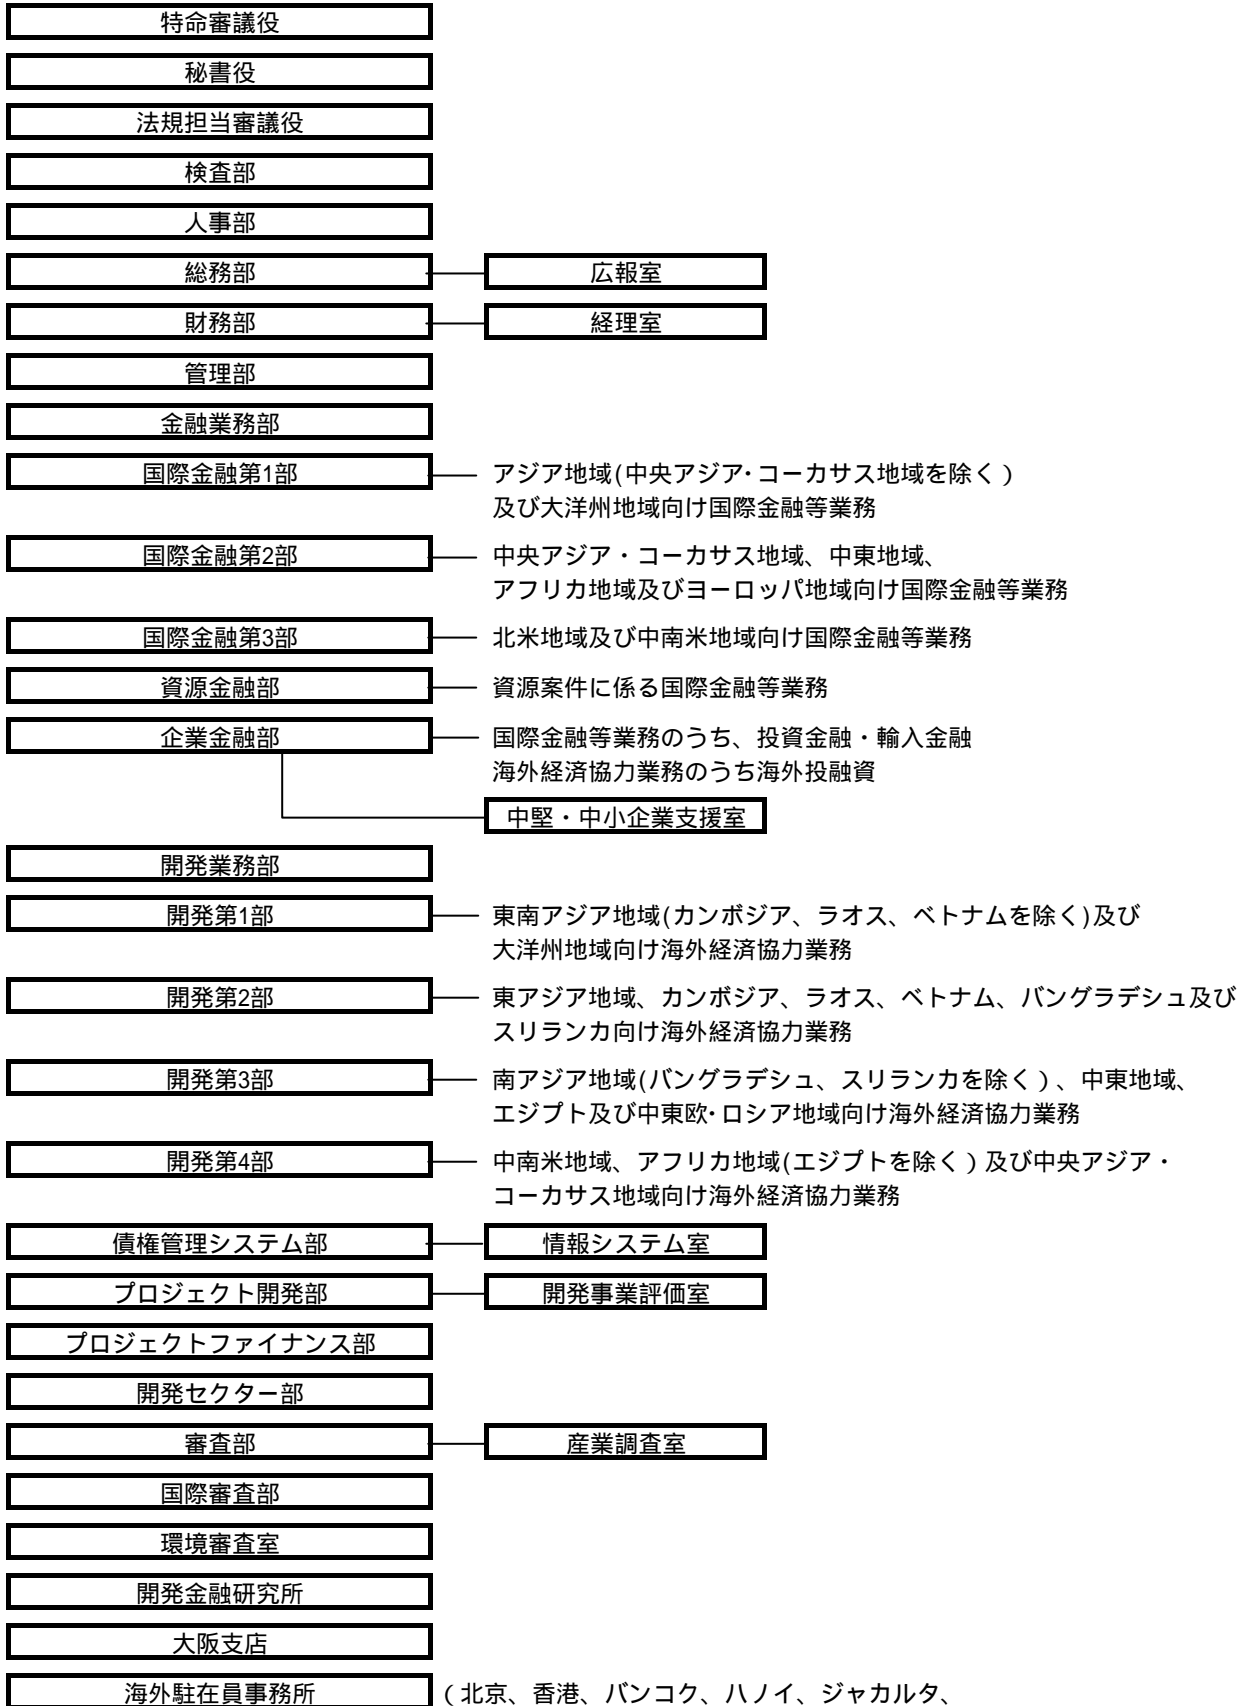 特命審議役
秘書役
法規担当審議役
検査部
人事部
総務部 広報室
財務部 経理室
管理部
金融業務部
国際金融第1部 アジア地域(中央アジア・コーカサス地域を除く)
及び大洋州地域向け国際金融等業務
国際金融第2部 中央アジア・コーカサス地域、中東地域、
アフリカ地域及びヨーロッパ地域向け国際金融等業務
国際金融第3部 北米地域及び中南米地域向け国際金融等業務
資源金融部 資源案件に係る国際金融等業務
企業金融部 国際金融等業務のうち、投資金融・輸入金融
海外経済協力業務のうち海外投融資
中堅・中小企業支援室
開発業務部
開発第1部 東南アジア地域(カンボジア、ラオス、ベトナムを除く)及び
大洋州地域向け海外経済協力業務
開発第2部 東アジア地域、カンボジア、ラオス、ベトナム、バングラデシュ及び
スリランカ向け海外経済協力業務
開発第3部 南アジア地域(バングラデシュ、スリランカを除く)、中東地域、
エジプト及び中東欧・ロシア地域向け海外経済協力業務
開発第4部 中南米地域、アフリカ地域(エジプトを除く)及び中央アジア・
コーカサス地域向け海外経済協力業務
債権管理システム部 情報システム室
プロジェクト開発部 開発事業評価室
プロジェクトファイナンス部
開発セクター部
審査部 産業調査室
国際審査部
環境審査室
開発金融研究所
大阪支店
海外駐在員事務所 (北京、香港、バンコク、ハノイ、ジャカルタ、